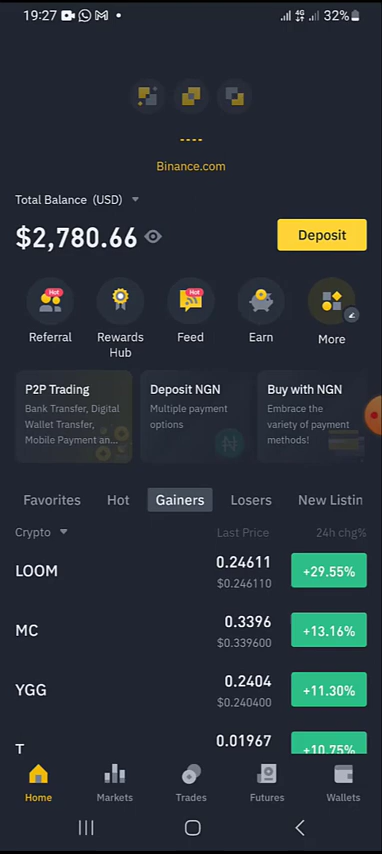 19:27 4G 32%
Binance.com
Total Balance (USD)
$2,780.66
Deposit
Hot
Hot
Referral
Rewards
Hub
Feed
Earn
More
P2P Trading
Bank Transfer, Digital
Wallet Transfer,
Mobile Payment an...
Deposit NGN
Multiple payment
options
Buy with NGN
Embrace the
variety of payment
methods!
Favorites Hot Gainers Losers New Listin
Crypto Last Price 24h chg%
LOOM 0.24611 +29.55%
$0.246110
MC 0.3396 +13.16%
$0.339600
YGG 0.2404 +11.30%
$0.240400
T 0.01967 +10.75%
Home Markets Trades Futures Wallets